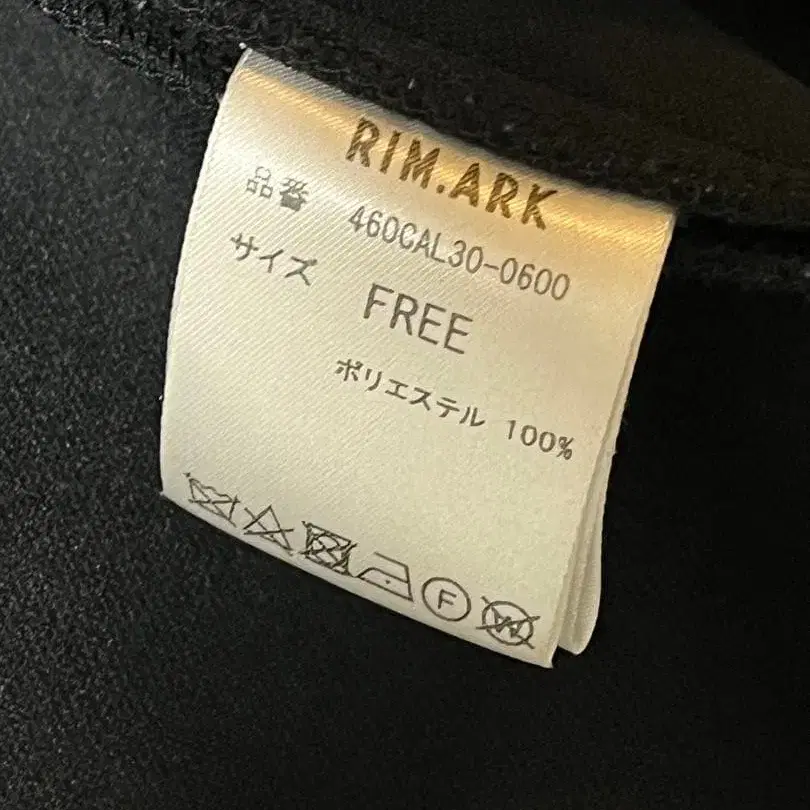 RIM.ARK
品番 460CAL30-0600
サイズ FREE
ポリエステル 100%
F W